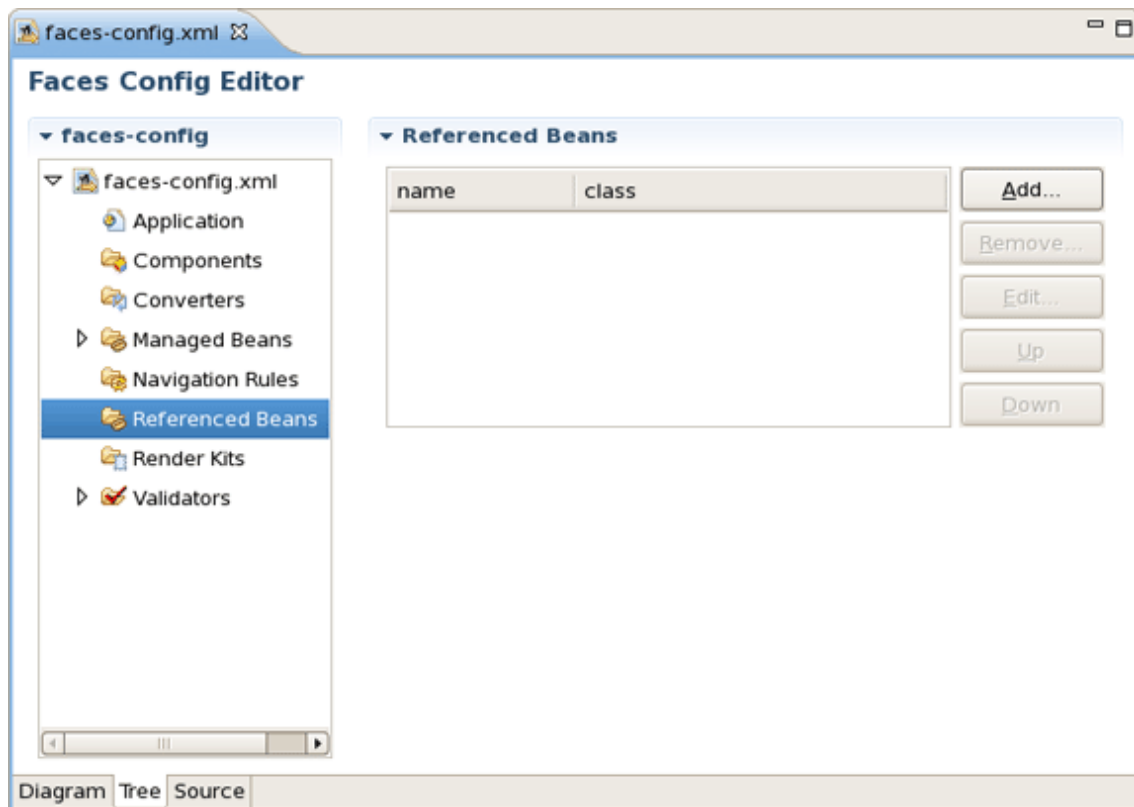 faces-config.xml
Faces Config Editor
faces-config
faces-config.xml
Application
Components
Converters
Managed Beans
Navigation Rules
Referenced Beans
Render Kits
Validators
Referenced Beans
name class
Add...
Remove...
Edit...
Up
Down
Diagram Tree Source